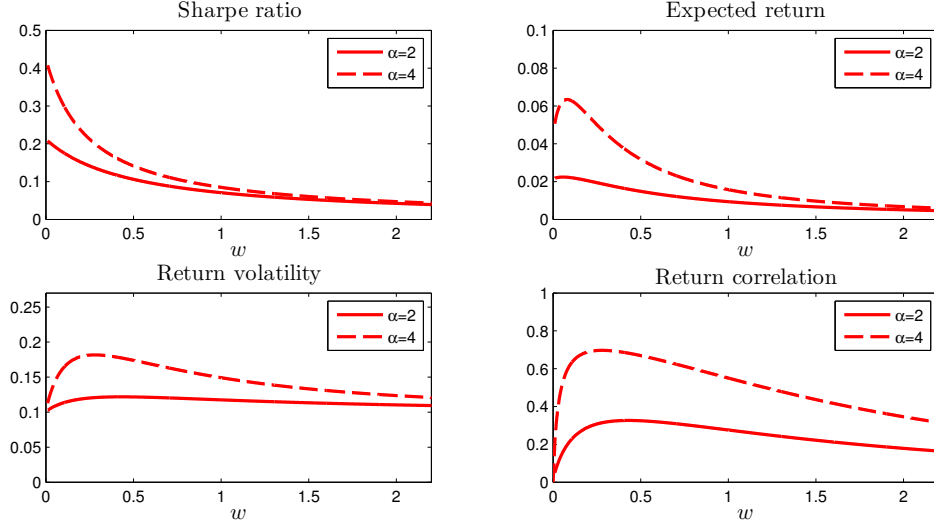 Sharpe ratio
0.5
0.4
0.3
0.2
0.1
0
α=2
α=4
0 0.5 1 1.5 2
w
Expected return
0.1
0.08
0.06
0.04
0.02
0
α=2
α=4
0 0.5 1 1.5 2
w
Return volatility
0.25
0.2
0.15
0.1
0.05
0
α=2
α=4
0 0.5 1 1.5 2
w
Return correlation
1
0.8
0.6
0.4
0.2
0
α=2
α=4
0 0.5 1 1.5 2
w